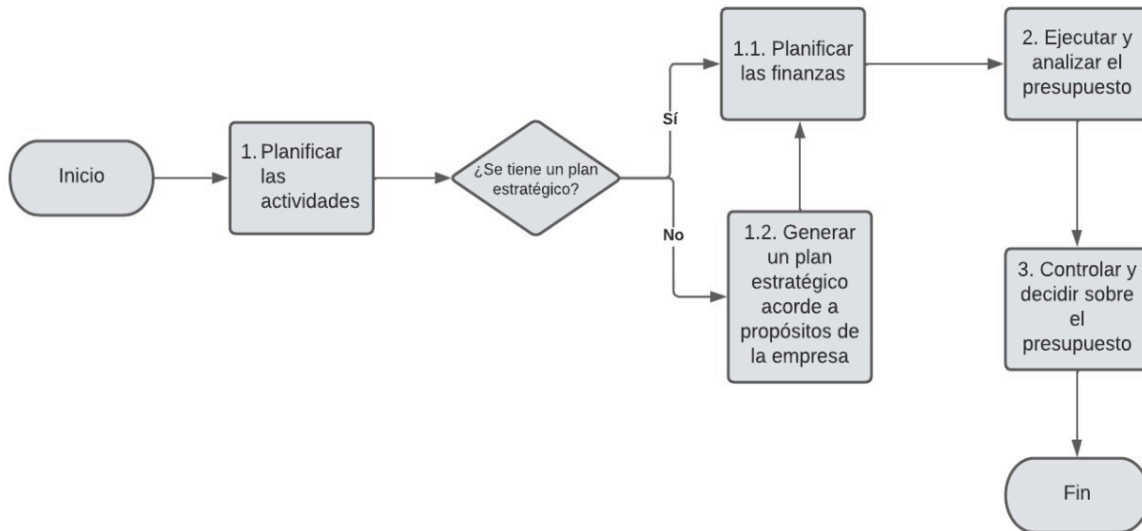 Inicio
1. Planificar
las
actividades
¿Se tiene un plan
estratégico?
Sí
No
1.1. Planificar
las finanzas
1.2. Generar
un plan
estratégico
acorde a
propósitos de
la empresa
2. Ejecutar y
analizar el
presupuesto
3. Controlar y
decidir sobre
el
presupuesto
Fin